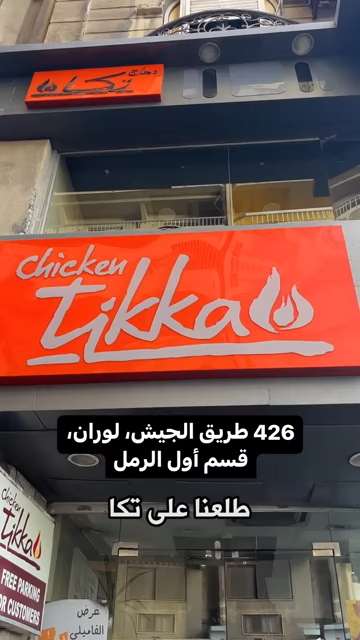 دجاج
تكا
chicken
tikka
426 طريق الجيش، لوران،
قسم أول الرمل
طلعنا على تكا
chicken
tikka
FREE PARKING
OR CUSTOMERS
عرض
الفاميلي